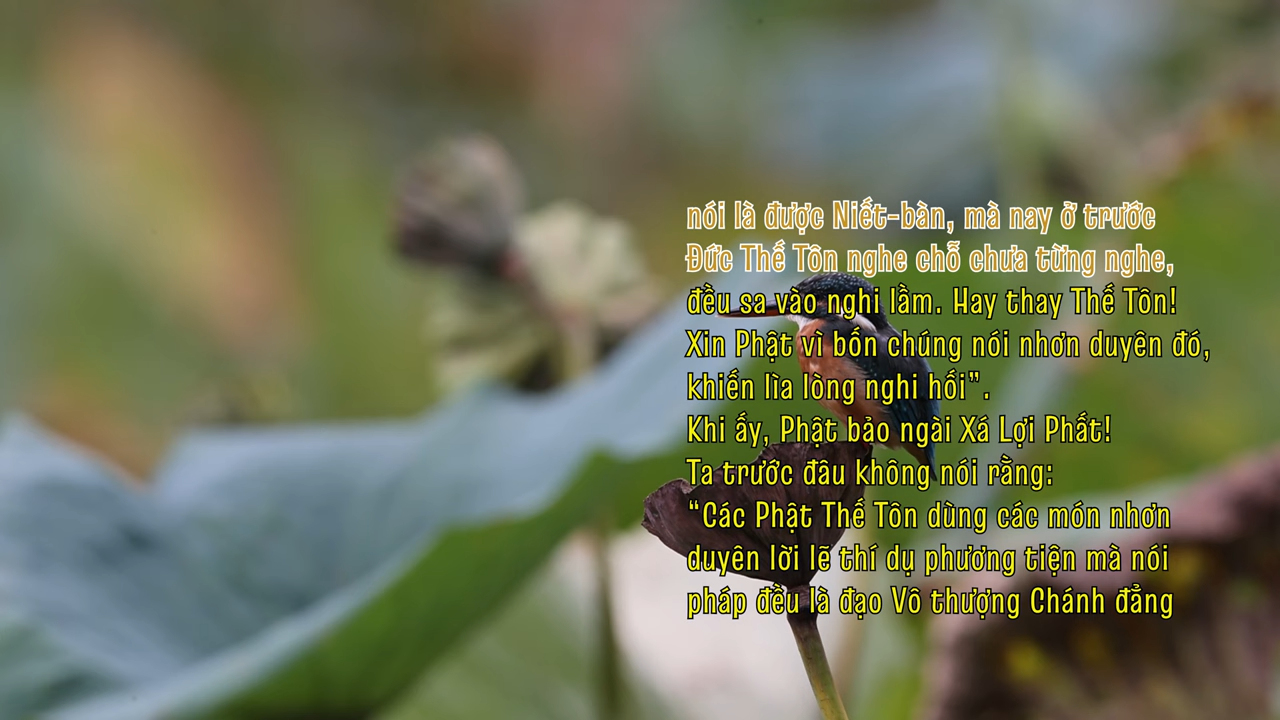 nói là được Niết-bàn, mà nay ở trước
Đức Thế Tôn nghe chỗ chưa từng nghe,
đều sa vào nghi lầm. Hay thay Thế Tôn!
Xin Phật vì bốn chúng nói nhơn duyên đó,
khiến lìa lòng nghi hối”.
Khi ấy, Phật bảo ngài Xá Lợi Phất!
Ta trước đâu không nói rằng:
“Các Phật Thế Tôn dùng các món nhơn
duyên lời lẽ thí dụ phương tiện mà nói
pháp đều là đạo Vô thượng Chánh đẳng